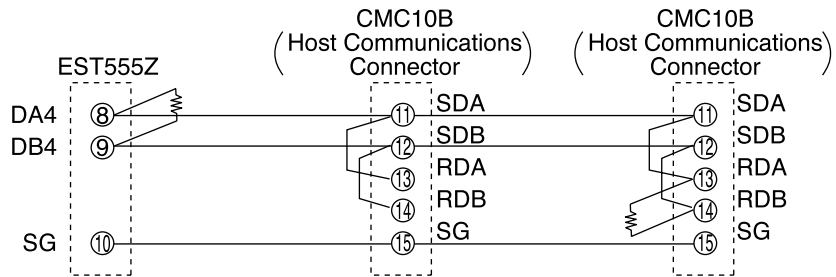 EST555Z
DA4 ⑧
DB4 ⑨
SG ⑩
CMC10B
(Host Communications
Connector)
⑪ SDA
⑫ SDB
⑬ RDA
⑭ RDB
⑮ SG
CMC10B
(Host Communications
Connector)
⑪ SDA
⑫ SDB
⑬ RDA
⑭ RDB
⑮ SG